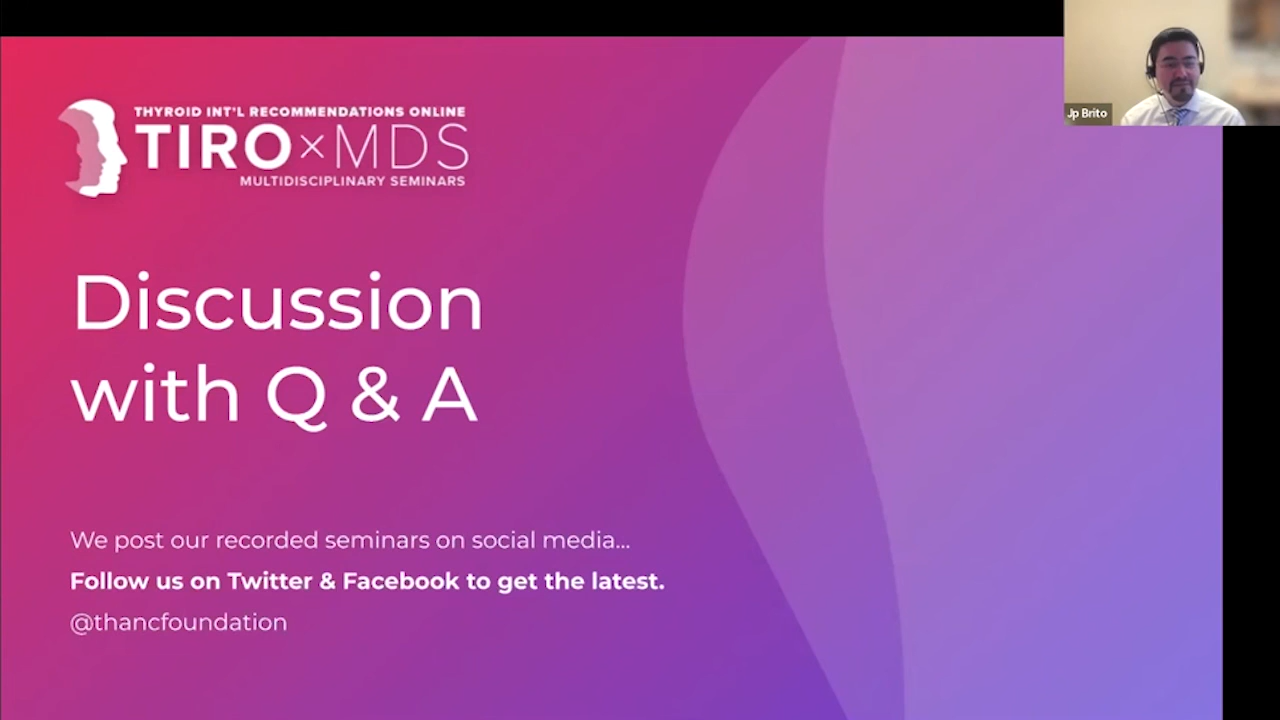 THYROID INT'L RECOMMENDATIONS ONLINE
TIRO×MDS
MULTIDISCIPLINARY SEMINARS
Jp Brito
Discussion
with Q & A
We post our recorded seminars on social media...
Follow us on Twitter & Facebook to get the latest.
@thancfoundation